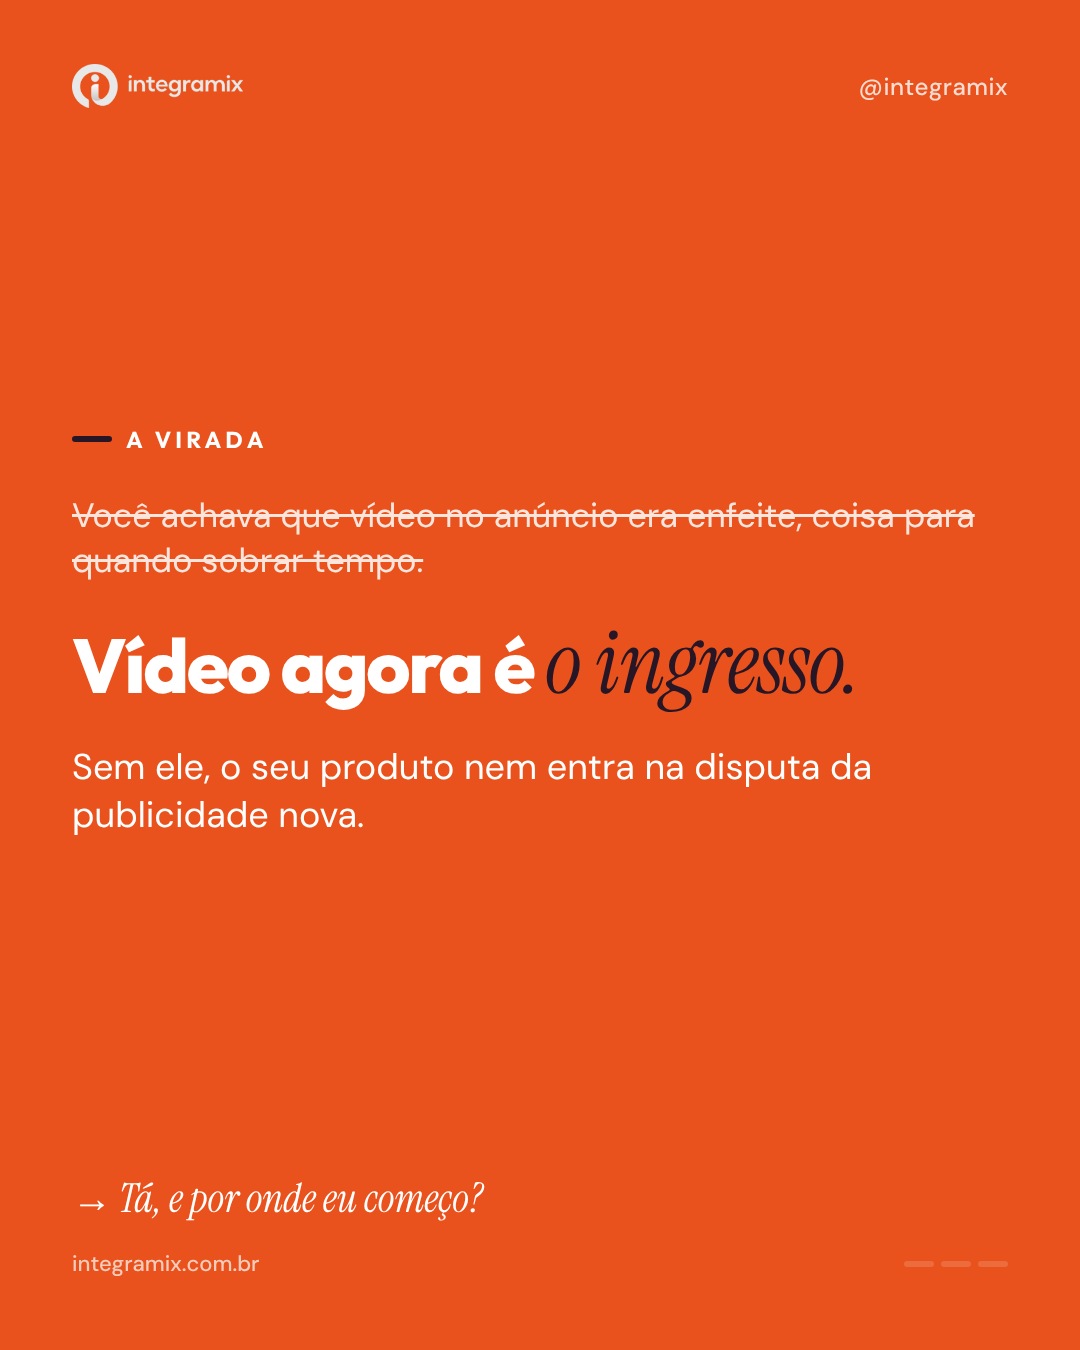 integramix
@integramix
A VIRADA
Você achava que vídeo no anúncio era enfeite, coisa para
quando sobrar tempo.
Vídeo agora é o ingresso.
Sem ele, o seu produto nem entra na disputa da
publicidade nova.
→ Tá, e por onde eu começo?
integramix.com.br